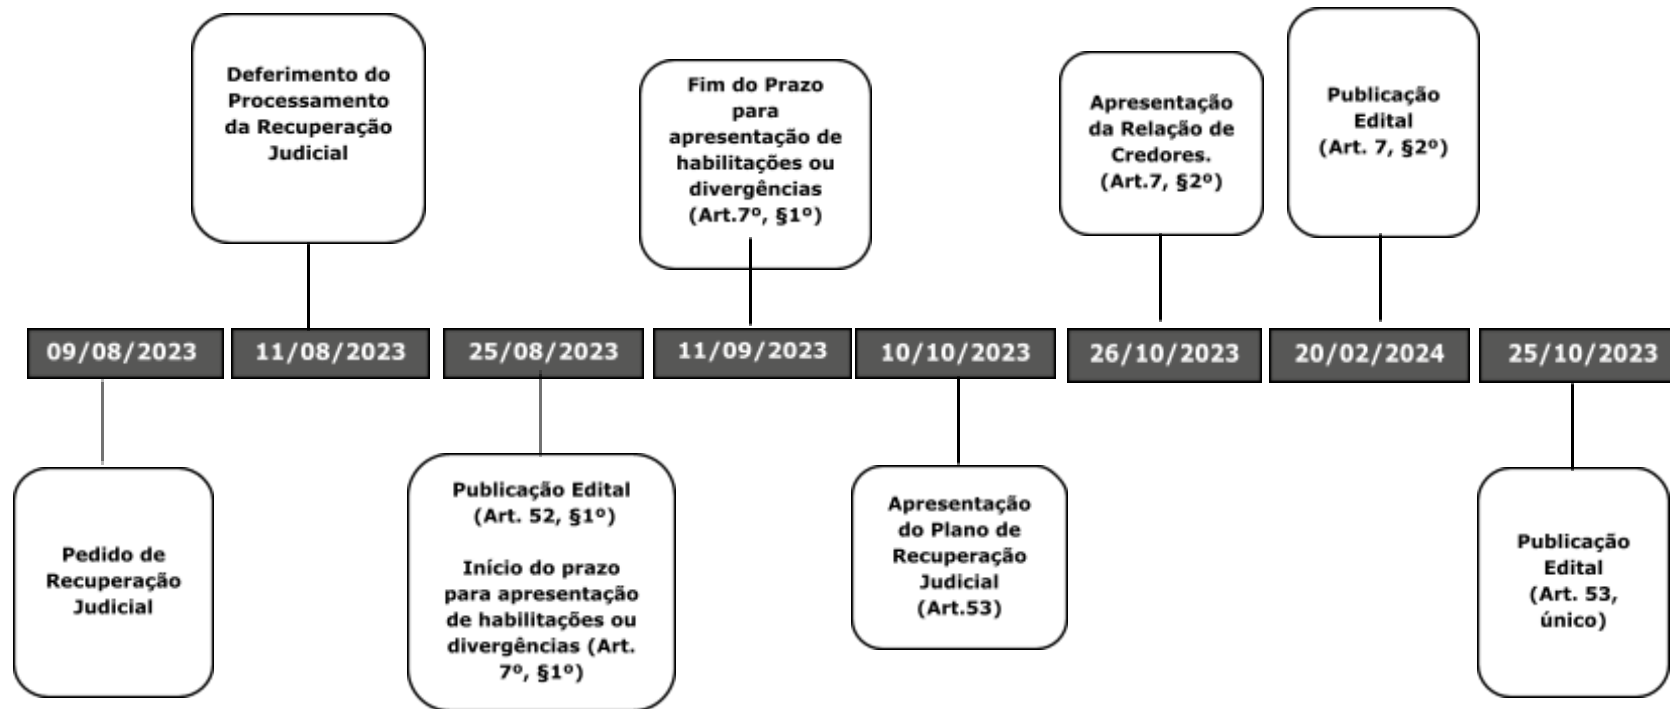 Deferimento do
Processamento
da Recuperação
Judicial
Fim do Prazo
para
apresentação de
habilitações ou
divergências
(Art.7º, §1º)
Apresentação
da Relação de
Credores.
(Art.7, §2º)
Publicação
Edital
(Art. 7, §2º)
09/08/2023
11/08/2023
25/08/2023
11/09/2023
10/10/2023
26/10/2023
20/02/2024
25/10/2023
Pedido de
Recuperação
Judicial
Publicação Edital
(Art. 52, §1º)
Início do prazo
para apresentação
de habilitações ou
divergências (Art.
7º, §1º)
Apresentação
do Plano de
Recuperação
Judicial
(Art.53)
Publicação
Edital
(Art. 53,
único)